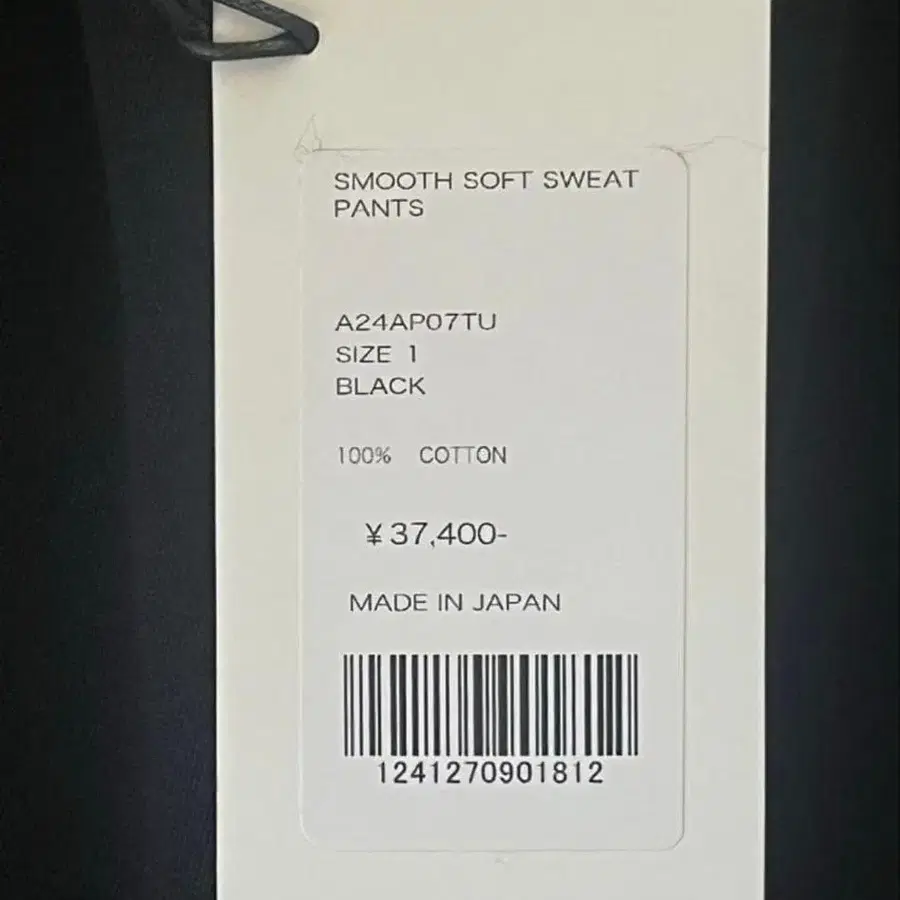 SMOOTH SOFT SWEAT
PANTS
A24AP07TU
SIZE 1
BLACK
100% COTTON
¥37,400-
MADE IN JAPAN
1241270901812